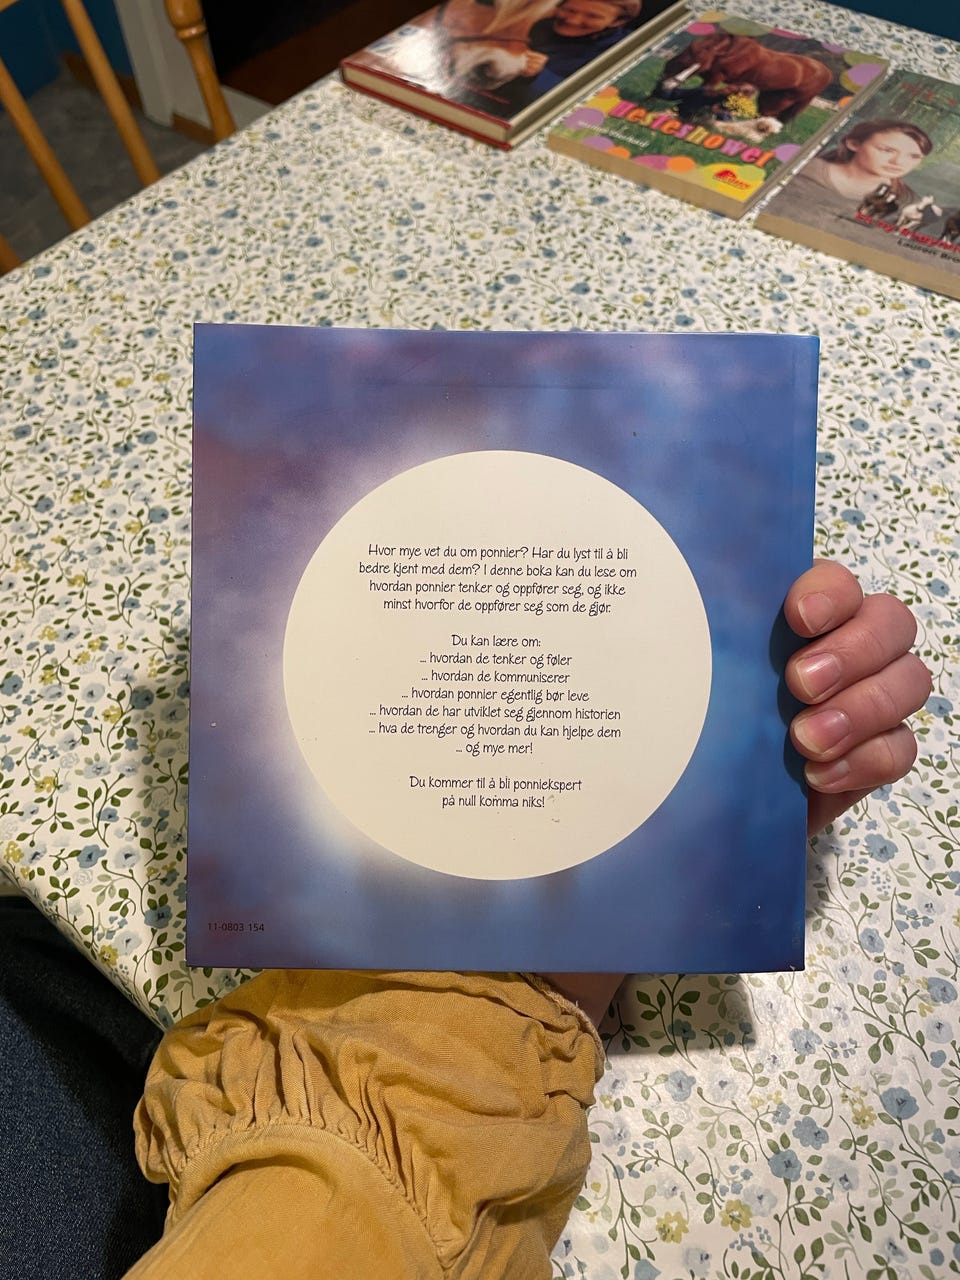 Hesteshowet
Lauren
Hvor mye vet du om ponnier? Har du lyst til å bli
bedre kjent med dem? I denne boka kan du lese om
hvordan ponnier tenker og oppfører seg, og ikke
minst hvorfor de oppfører seg som de gjør.
Du kan lære om:
... hvordan de tenker og føler
... hvordan de kommuniserer
... hvordan ponnier egentlig bør leve
... hvordan de har utviklet seg gjennom historien
... hva de trenger og hvordan du kan hjelpe dem
... og mye mer!
Du kommer til å bli ponniekspert
på null komma niks!
11-0803 154